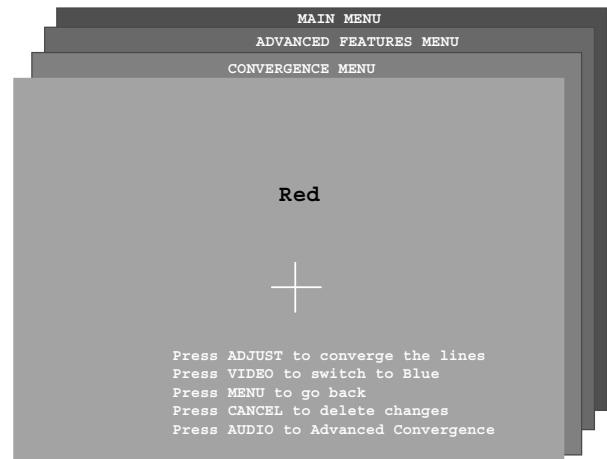 MAIN MENU
ADVANCED FEATURES MENU
CONVERGENCE MENU
Red
Press ADJUST to converge the lines
Press VIDEO to switch to Blue
Press MENU to go back
Press CANCEL to delete changes
Press AUDIO to Advanced Convergence